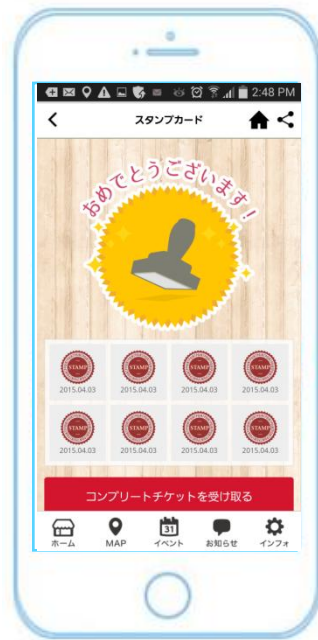 2:48 PM
スタンプカード
おめでとうございます!
STAMP STAMP STAMP STAMP
2015.04.03 2015.04.03 2015.04.03 2015.04.03
STAMP STAMP STAMP STAMP
2015.04.03 2015.04.03 2015.04.03 2015.04.03
コンプリートチケットを受け取る
31
ホーム MAP イベント お知らせ インフォ